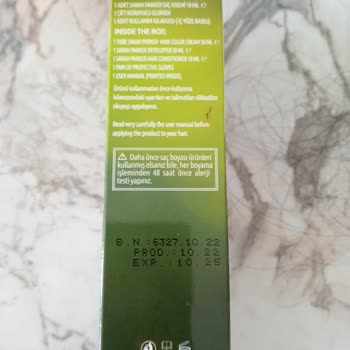 1 ADET SARAH PARKER SAÇ KREMİ 10 ML
1 ÇİFT KORUYUCU ELDİVEN
1 ADET KULLANIM KILAVUZU (İÇ YÜZE BASILI).
INSIDE THE BOX:
1 TUBE SARAH PARKER HAIR COLOR CREAM 50 ML
1 SARAH PARKER DEVELOPER 50 ML
1 SARAH PARKER HAIR CONDITIONER 10 ML
1 PAIR OF PROTECTING GLOVES
1 USER MANUAL (PRINTED INSIDE).
Ürünü kullanmadan önce kullanma
kılavuzundaki uyarıları ve talimatları dikkatlice
okuyup uygulayınız.
Read very carefully the user manual before
applying the product to your hair.
Daha önce saç boyası ürünleri
kullanmış olsanız bile, her boyama
işleminden 48 saat önce alerji
testi yapınız.
B.N.:6327.10.22
PROD.:10.22
EXP.:10.25